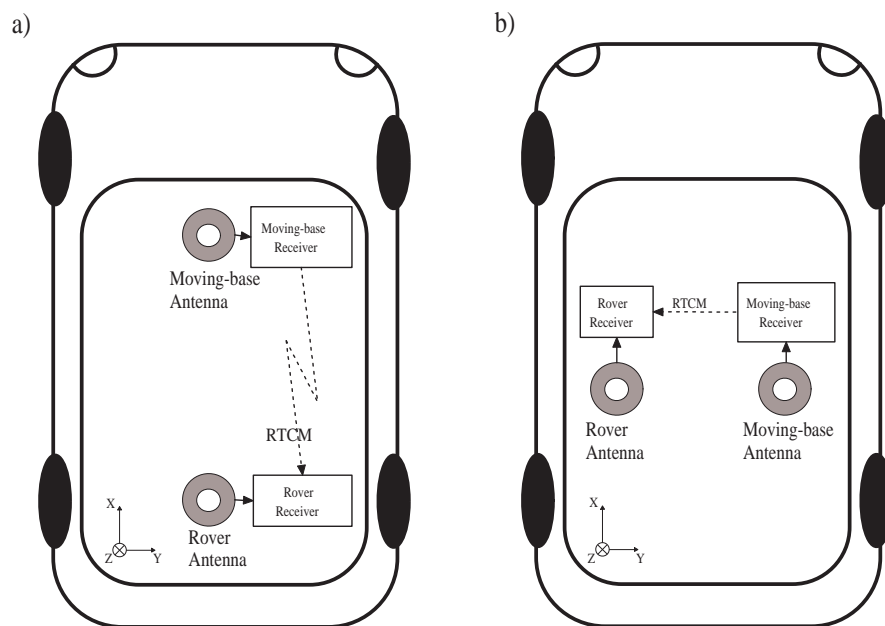 a)
Moving-base
Receiver
Moving-base
Antenna
RTCM
Rover
Receiver
Rover
Antenna
X
Z
Y
b)
Rover
Receiver
RTCM
Moving-base
Receiver
Rover
Antenna
Moving-base
Antenna
X
Z
Y